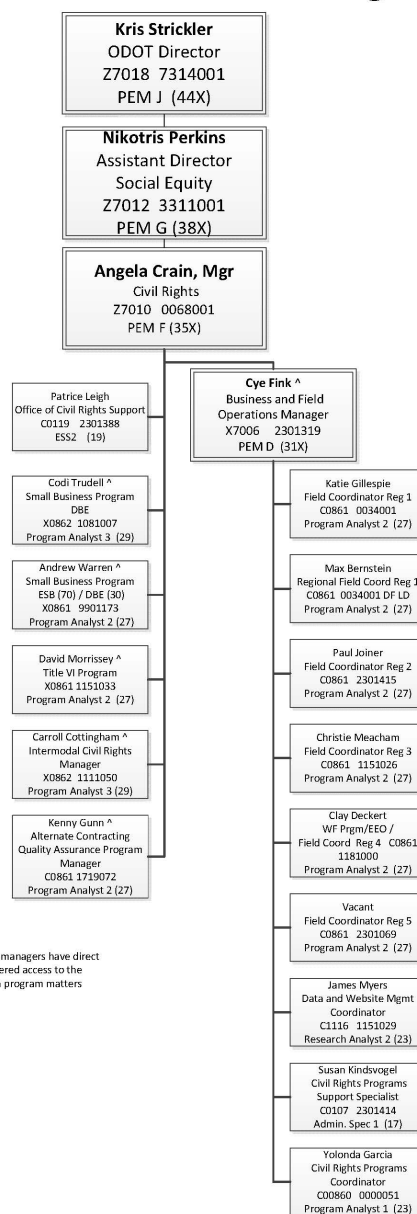 Kris Strickler
ODOT Director
Z7018 7314001
PEM J (44X)
Nikotris Perkins
Assistant Director
Social Equity
Z7012 3311001
PEM G (38X)
Angela Crain, Mgr
Civil Rights
Z7010 0068001
PEM F (35X)
Patrice Leigh
Office of Civil Rights Support
C0119 2301388
ESS2 (19)
Codi Trudell ^
Small Business Program
DBE
X0862 1081007
Program Analyst 3 (29)
Andrew Warren ^
Small Business Program
ESB (70) / DBE (30)
X0861 9901173
Program Analyst 2 (27)
David Morrissey ^
Title VI Program
X0861 1151033
Program Analyst 2 (27)
Carroll Cottingham ^
Intermodal Civil Rights
Manager
X0862 1111050
Program Analyst 3 (29)
Kenny Gunn ^
Alternate Contracting
Quality Assurance Program
Manager
C0861 1719072
Program Analyst 2 (27)
managers have direct
ered access to the
program matters
Cye Fink ^
Business and Field
Operations Manager
X7006 2301319
PEM D (31X)
Katie Gillespie
Field Coordinator Reg 1
C0861 0034001
Program Analyst 2 (27)
Max Bernstein
Regional Field Coord Reg 1
C0861 0034001 DF LD
Program Analyst 2 (27)
Paul Joiner
Field Coordinator Reg 2
C0861 2301415
Program Analyst 2 (27)
Christie Meacham
Field Coordinator Reg 3
C0861 1151026
Program Analyst 2 (27)
Clay Deckert
WF Prgm/EEO /
Field Coord Reg 4 C0861
1181000
Program Analyst 2 (27)
Vacant
Field Coordinator Reg 5
C0861 2301069
Program Analyst 2 (27)
James Myers
Data and Website Mgmt
Coordinator
C1116 1151029
Research Analyst 2 (23)
Susan Kindsvogel
Civil Rights Programs
Support Specialist
C0107 2301414
Admin. Spec 1 (17)
Yolonda Garcia
Civil Rights Programs
Coordinator
C00860 0000051
Program Analyst 1 (23)